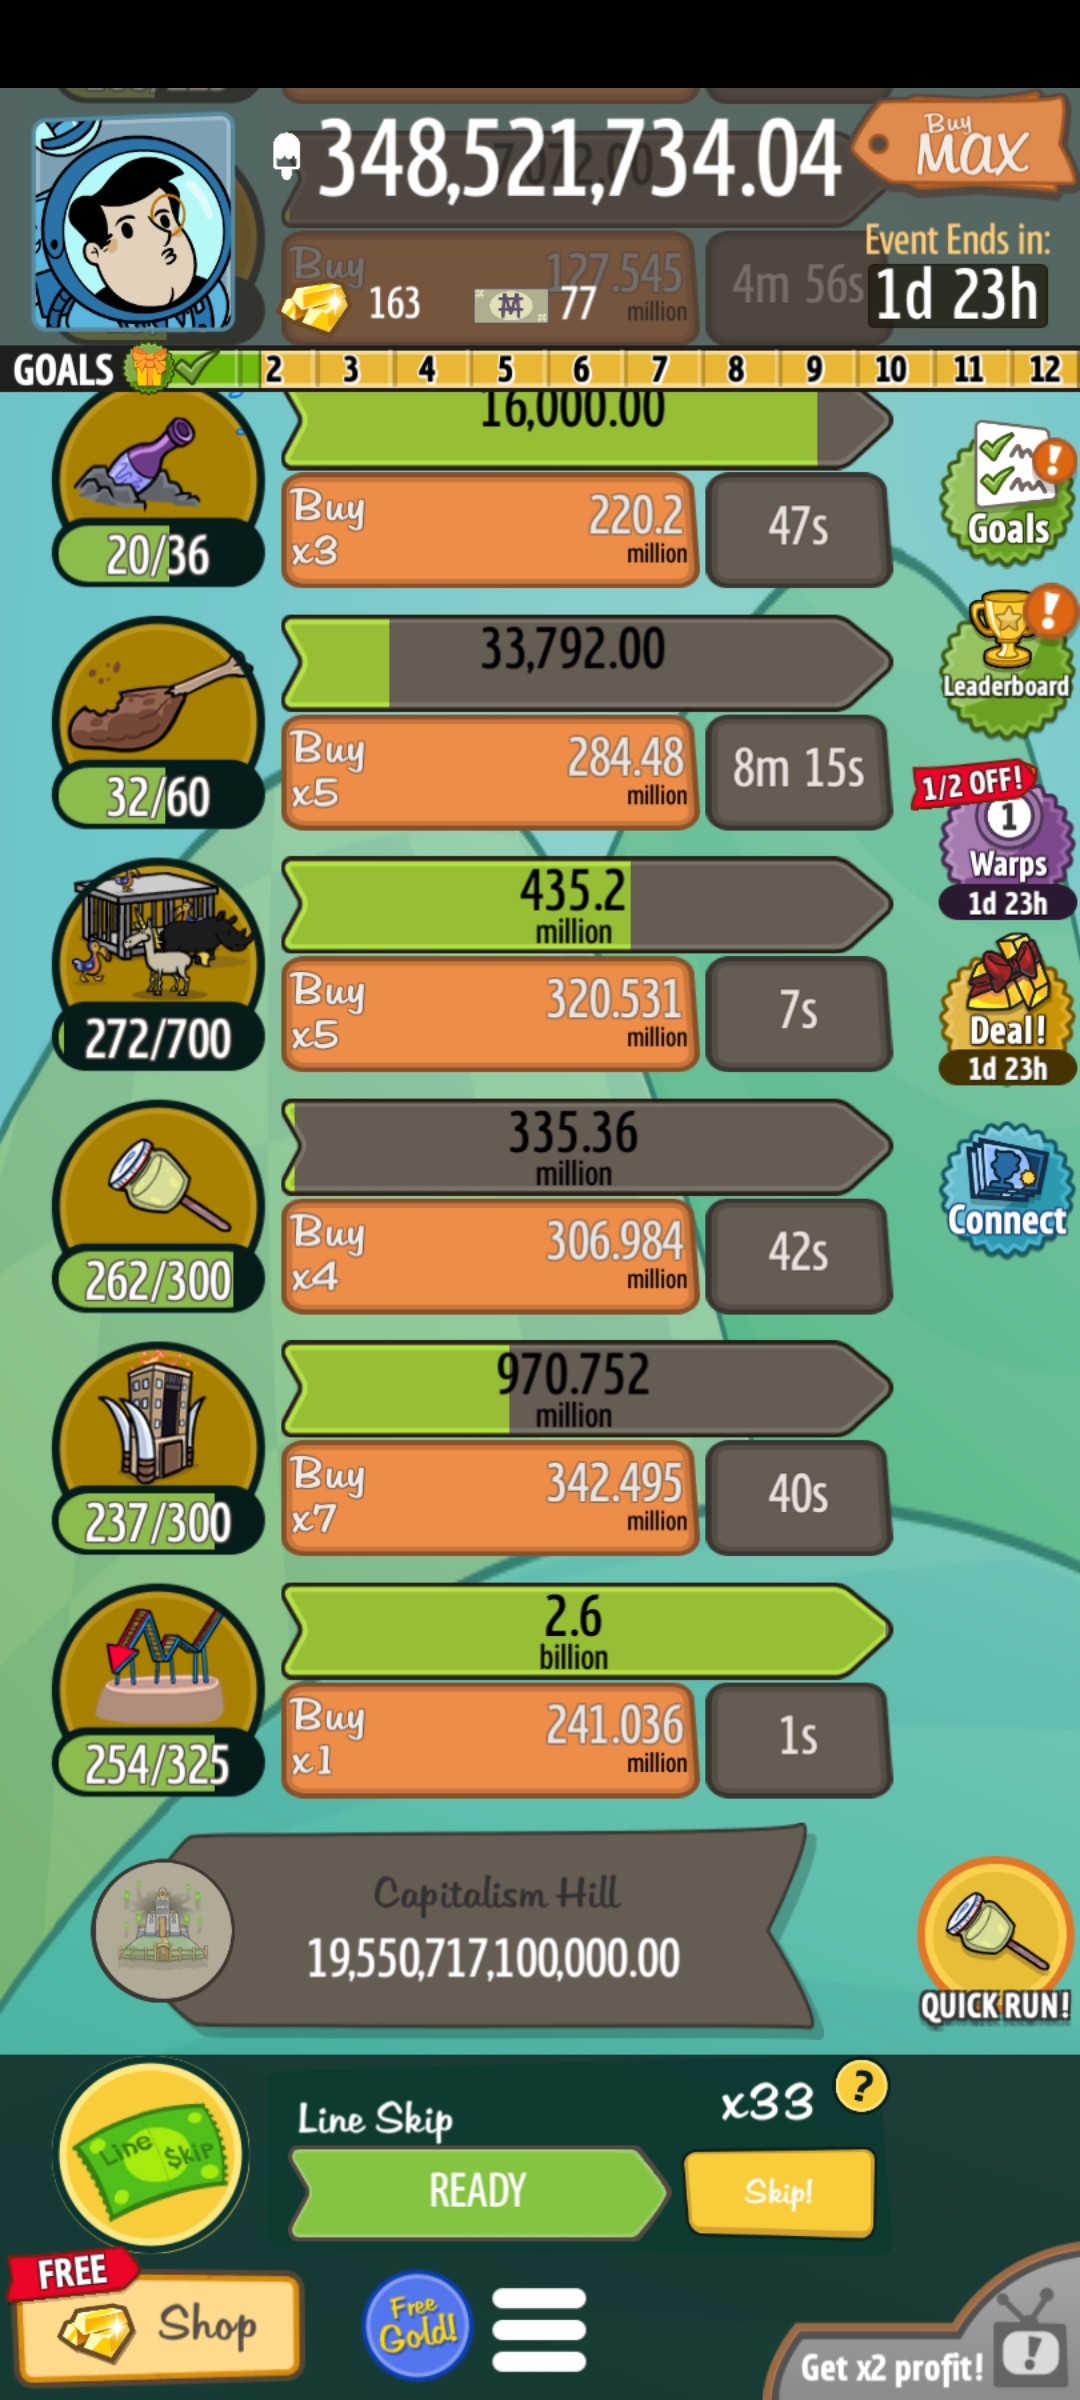 348,521,734.04
Buy
MAX
7,072.00
Buy
127.545
million
4m 56s
163
77
Event Ends in:
1d 23h
GOALS
2 3 4 5 6 7 8 9 10 11 12
16,000.00
20/36
Buy
x3
220.2
million
47s
Goals
33,792.00
32/60
Buy
x5
284.48
million
8m 15s
Leaderboard
1/2 OFF!
1
Warps
1d 23h
435.2
million
272/700
Buy
x5
320.531
million
7s
Deal!
1d 23h
335.36
million
262/300
Buy
x4
306.984
million
42s
Connect
970.752
million
237/300
Buy
x7
342.495
million
40s
2.6
billion
254/325
Buy
x1
241.036
million
1s
Capitalism Hill
19,550,717,100,000.00
QUICK RUN!
Line $kip
Line Skip
x33
?
READY
Skip!
FREE
Shop
Free
Gold!
Get x2 profit!